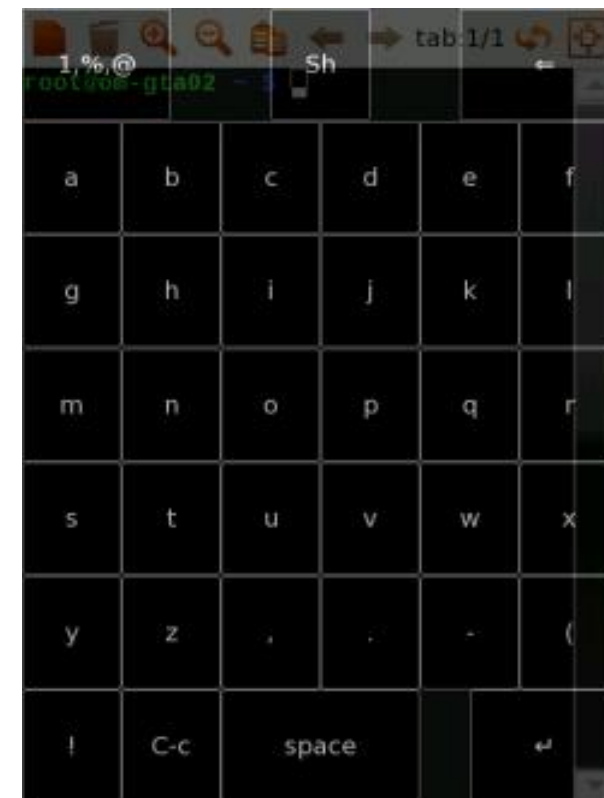 tab:1/1
1,%,@ Sh ⇐
root@om-gta02 ~ $
a b c d e f
g h i j k l
m n o p q r
s t u v w x
y z , . - (
! C-c space ↵